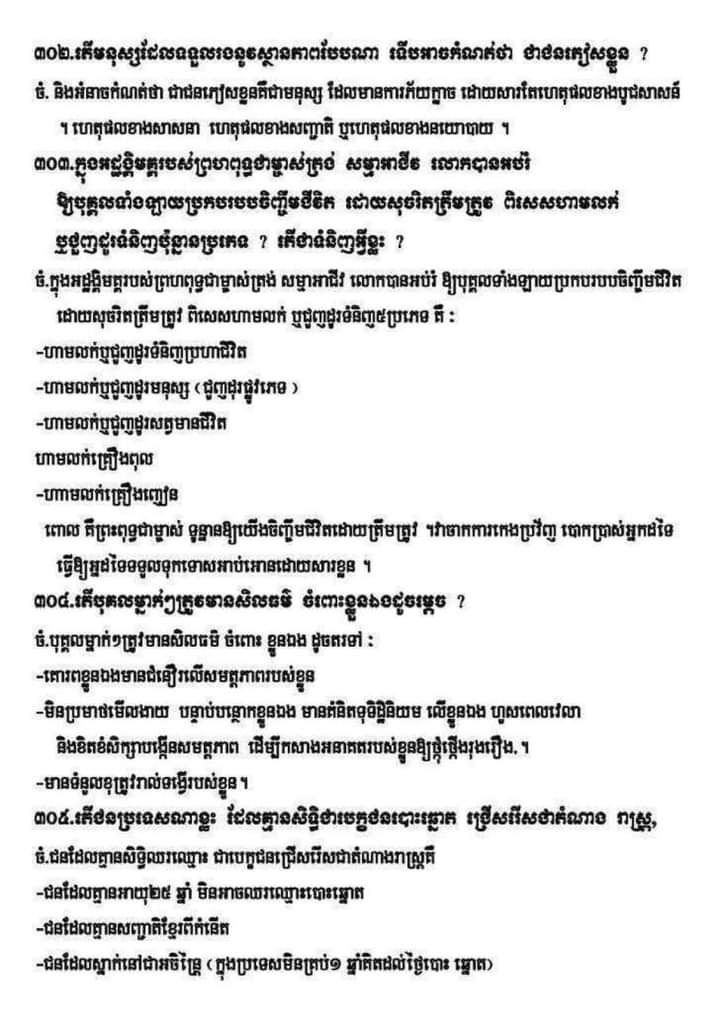 ៣០២.តើមនុស្សដែលទទួលរងនូវស្ថានភាពបែបណា ទើបអាចកំណត់ថា ជាជនភៀសខ្លួន ?
ចំ. និងអំនាចកំណត់ថា ជាជនភៀសខ្លួនគឺជាមនុស្ស ដែលមានការភ័យក្លាច ដោយសារតែហេតុផលខាងបូជសាសន៍
។ ហេតុផលខាងសាសនា ហេតុផលខាងសញ្ជាតិ ឬហេតុផលខាងនយោបាយ ។
៣០៣.ក្នុងអដ្ឋង្គិមគ្គរបស់ព្រហពុទ្ធជាម្ចាស់ត្រង់ សម្មាអាជីវ លោកបានអប់រំ
ឱ្យបុគ្គលទាំងឡាយប្រកបរបបចិញ្ចឹមជីវិត ដោយសុចរិតត្រឹមត្រូវ ពិសេសហាមលក់
ឬជួញដូរទំនិញប៉ុន្នានប្រភេទ ? តើជាទំនិញអ្វីខ្លះ ?
ចំ.ក្នុងអដ្ឋង្គិមគ្គរបស់ព្រហពុទ្ធជាម្ចាស់ត្រង់ សម្មាអាជីវ លោកបានអប់រំ ឱ្យបុគ្គលទាំងឡាយប្រកបរបបចិញ្ចឹមជីវិត
ដោយសុចរិតត្រឹមត្រូវ ពិសេសហាមលក់ ឬជួញដូរទំនិញ៥ប្រភេទ គឺ :
-ហាមលក់ឬជួញដូរទំនិញប្រហាជីវិត
-ហាមលក់ឬជួញដូរមនុស្ស ( ជួញដុរផ្លូវភេទ )
-ហាមលក់ឬជួញដូរសត្វមានជីវិត
ហាមលក់គ្រឿងពុល
-ហាាមលក់គ្រឿងញៀន
ពោល គឺព្រះពុទ្ធជាម្ចាស់ ទូន្មានឱ្យយើងចិញ្ចឹមជីវិតដោយត្រឹមត្រូវ ។វាចាកការកេងប្រវ័ញ បោកប្រាស់អ្នកដទៃ
ធ្វើឱ្យអ្នដទៃទទួលទុកទោសអាប់អោនដោយសារខ្លួន ។
៣០៤.តើបុគលម្នាក់ៗត្រូវមានសិលធម៌ ចំពោះខ្លួនឯងដូចរម្តេច ?
ចំ.បុគ្គលម្នាក់១ត្រូវមានសិលធមិ ចំពោះ ខ្លួនឯង ដូចតរទៅ :
-គោរពខ្លួនឯងមានជំនឿរលើសមត្តភាពរបស់ខ្លួន
-មិនប្រមាថមើលងាយ បន្ទាប់បន្ថោកខ្លួនឯង មានគំនិតទុទិដ្ឋិនិយម លើខ្លួនឯង ហួសពេលវេលា
និងខិតខំសិក្សាបង្កើនសមត្តភាព ដើម្បីកសាងអនាគតរបស់ខ្លួនឱ្យថ្កុំថ្កើងរុងរឿង,។
-មានទំនួលខុត្រូវរាល់ទង្វើរបស់ខ្លួន។
៣០៥.តើជនប្រទេសណាខ្លះ ដែលគ្មានសិទ្ធិជាបេក្ខជនបោះឆ្នោត ជ្រើសរើសជាតំណាង រាស្ត្រ,
ចំ.ជនដែលគ្មានសិទ្ធិឈរឈ្មោះ ជាបេក្ខជនជ្រើសរើសជាតំណាងរាស្ត្រគឺ
-ជនដែលគ្មានអាយុ២៥ ឆ្នាំ មិនអាចឈរឈ្មោះបោះឆ្នោត
-ជនដែលគ្មានសញ្ជាតិខ្មែរពីកំនើត
-ជនដែលស្នាក់នៅជាអចិន្ត្រៃ ( ក្នុងប្រទេសមិនគ្រប់១ ឆ្នាំគិតដល់ថ្ងៃបោះ ឆ្នោត)